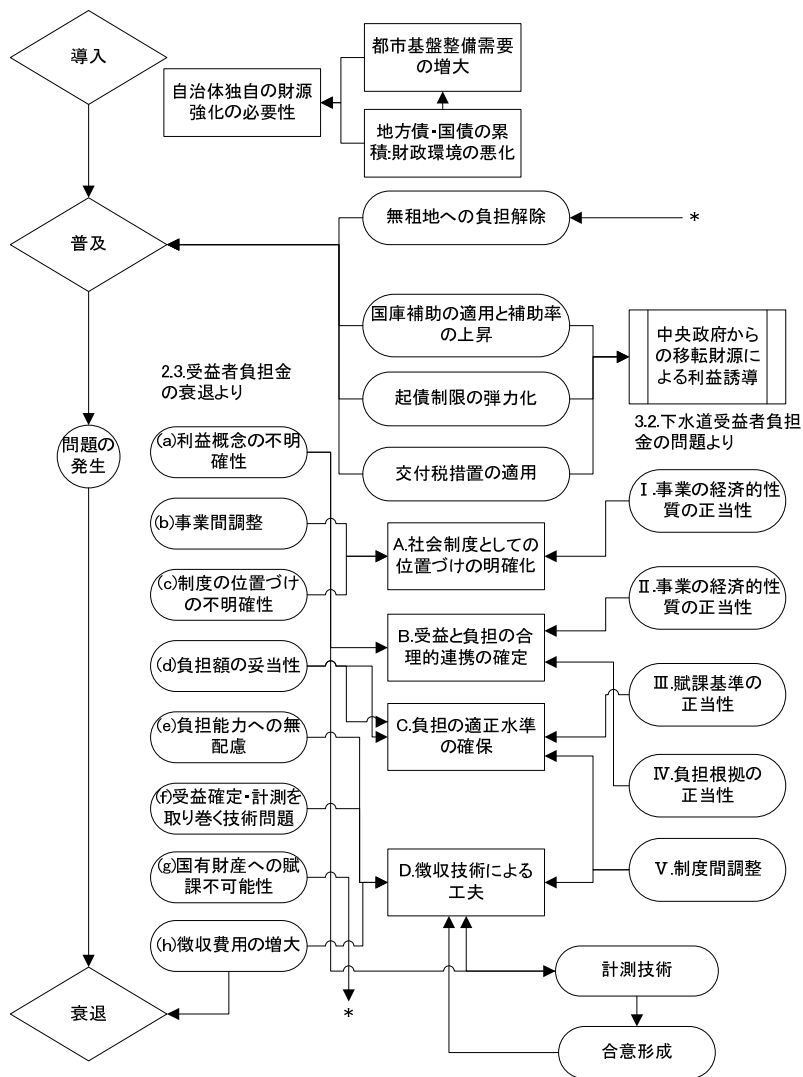 導入
都市基盤整備需要
の増大
自治体独自の財源
強化の必要性
地方債・国債の累
積:財政環境の悪化
普及
無租地への負担解除
*
国庫補助の適用と補助率
の上昇
中央政府か
らの移転財
源による利
益誘導
起債制限の弾力化
2.3.受益者負担金
の衰退より
3.2.下水道受益者負担
金の問題より
交付税措置の適用
問題の
発生
(a)利益概念の不明
確性
(b)事業間調整
(c)制度の位置づけ
の不明確性
(d)負担額の妥当性
(e)負担能力への無
配慮
(f)受益確定・計測を
取り巻く技術問題
(g)国有財産への賦
課不可能性
(h)徴収費用の増大
A.社会制度としての
位置づけの明確化
B.受益と負担の合
理的連携の確定
C.負担の適正水準
の確保
D.徴収技術による
工夫
Ⅰ.事業の経済的性
質の正当性
Ⅱ.事業の経済的性
質の正当性
Ⅲ.賦課基準の
正当性
Ⅳ.負担根拠の
正当性
Ⅴ.制度間調整
計測技術
合意形成
*
衰退